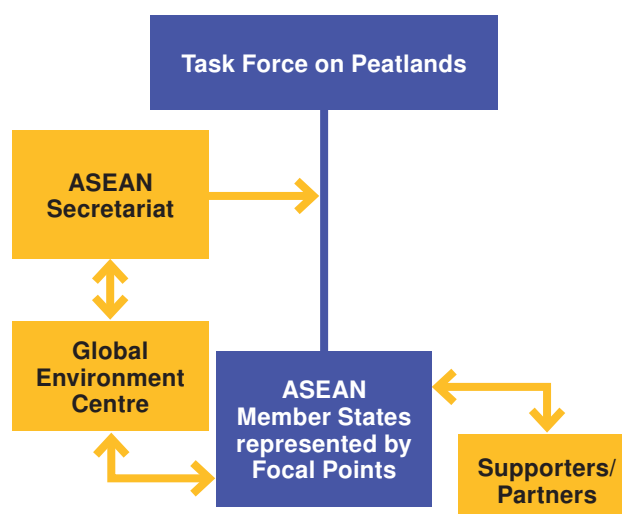 Task Force on Peatlands
ASEAN
Secretariat
Global
Environment
Centre
ASEAN
Member States
represented by
Focal Points
Supporters/
Partners